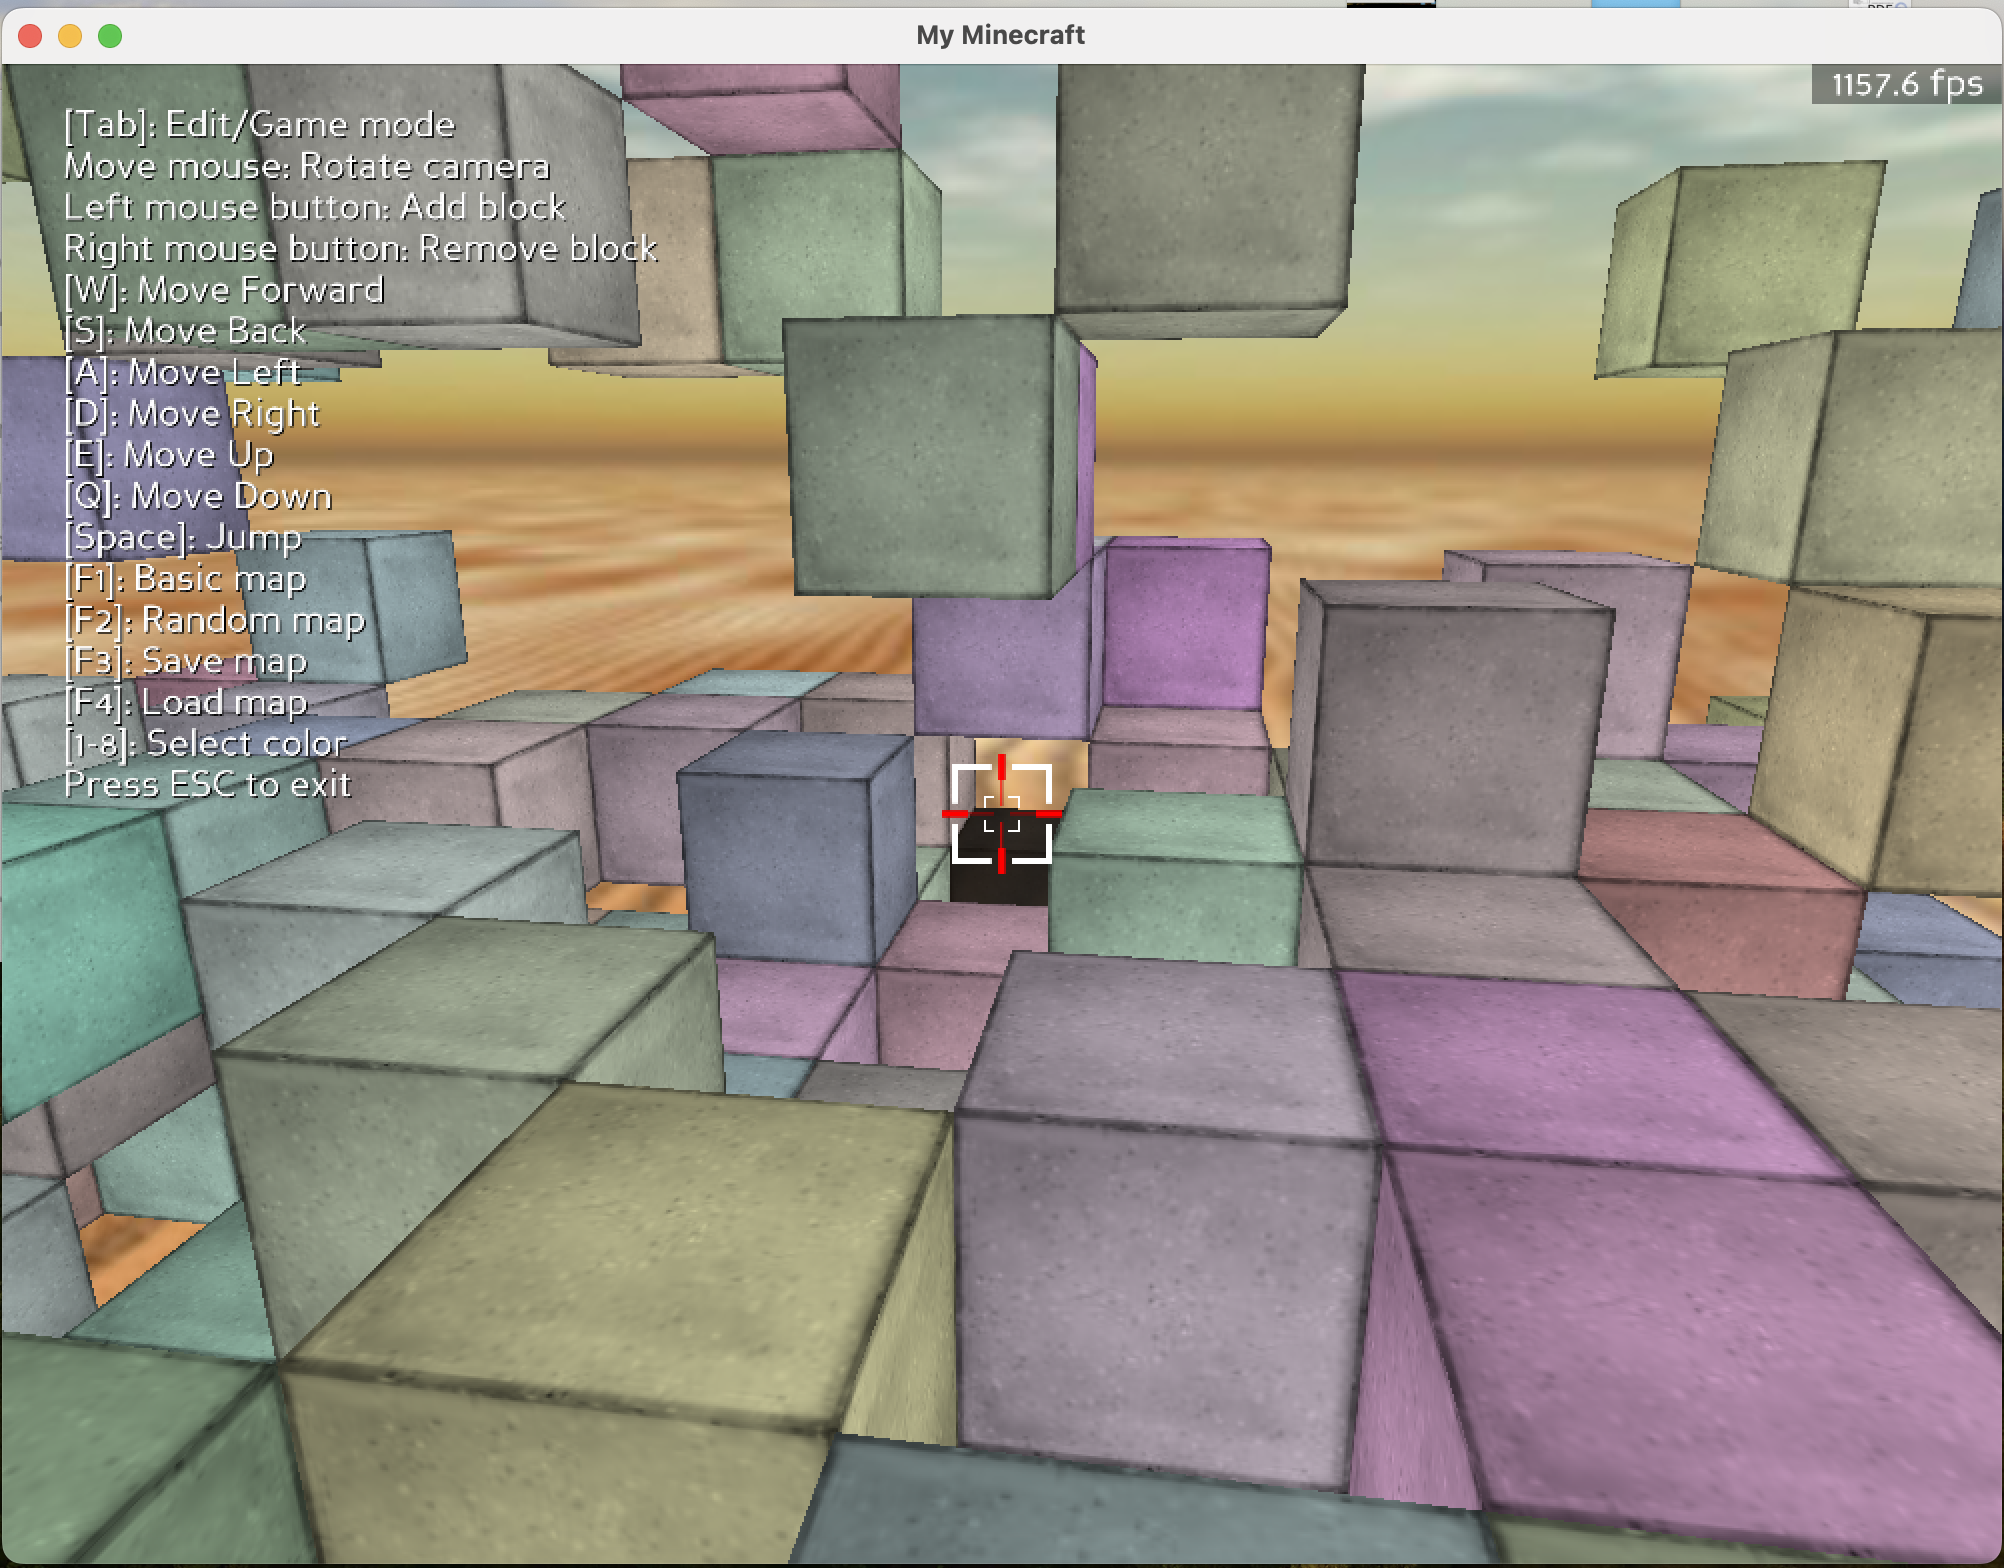 My Minecraft
1157.6 fps
[Tab]: Edit/Game mode
Move mouse: Rotate camera
Left mouse button: Add block
Right mouse button: Remove block
[W]: Move Forward
[S]: Move Back
[A]: Move Left
[D]: Move Right
[E]: Move Up
[Q]: Move Down
[Space]: Jump
[F1]: Basic map
[F2]: Random map
[F3]: Save map
[F4]: Load map
[1-8]: Select color
Press ESC to exit